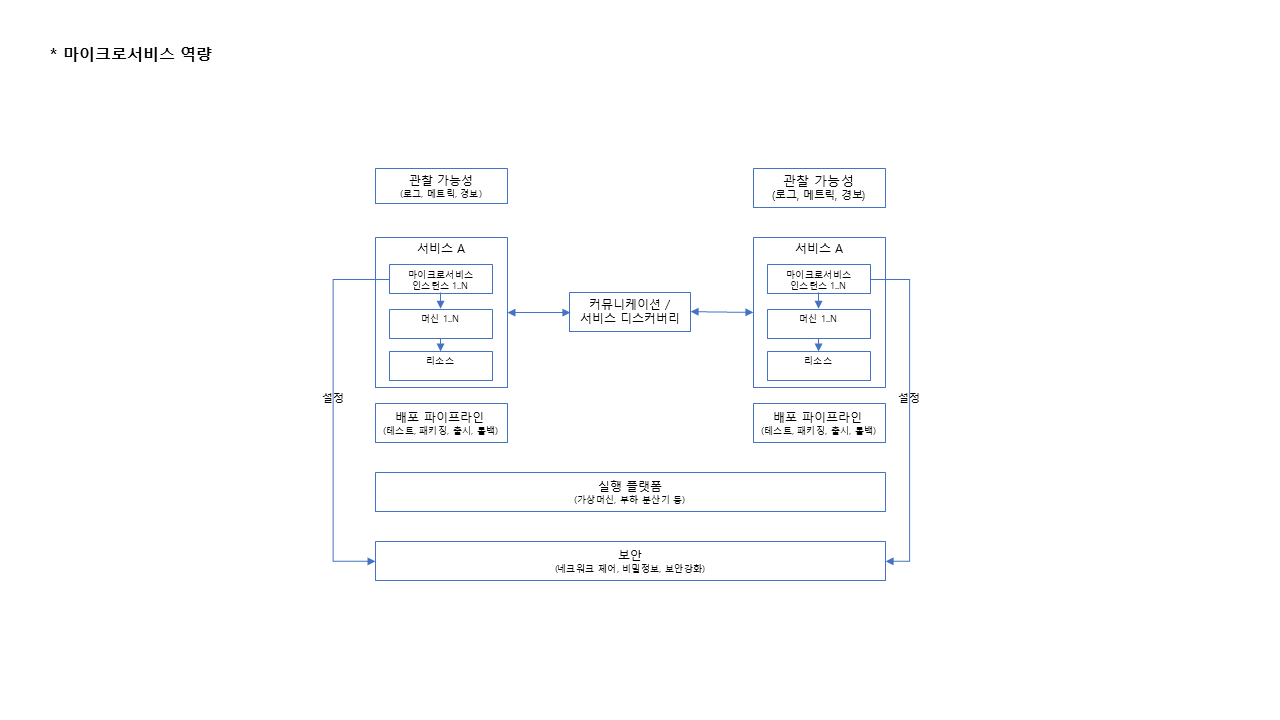 * 마이크로서비스 역량
관찰 가능성
(로그, 메트릭, 경보)
관찰 가능성
(로그, 메트릭, 경보)
서비스 A
마이크로서비스
인스턴스 1..N
머신 1..N
리소스
커뮤니케이션 /
서비스 디스커버리
서비스 A
마이크로서비스
인스턴스 1..N
머신 1..N
리소스
설정
설정
배포 파이프라인
(테스트, 패키징, 출시, 롤백)
배포 파이프라인
(테스트, 패키징, 출시, 롤백)
실행 플랫폼
(가상머신, 부하 분산기 등)
보안
(네크워크 제어, 비밀정보, 보안강화)